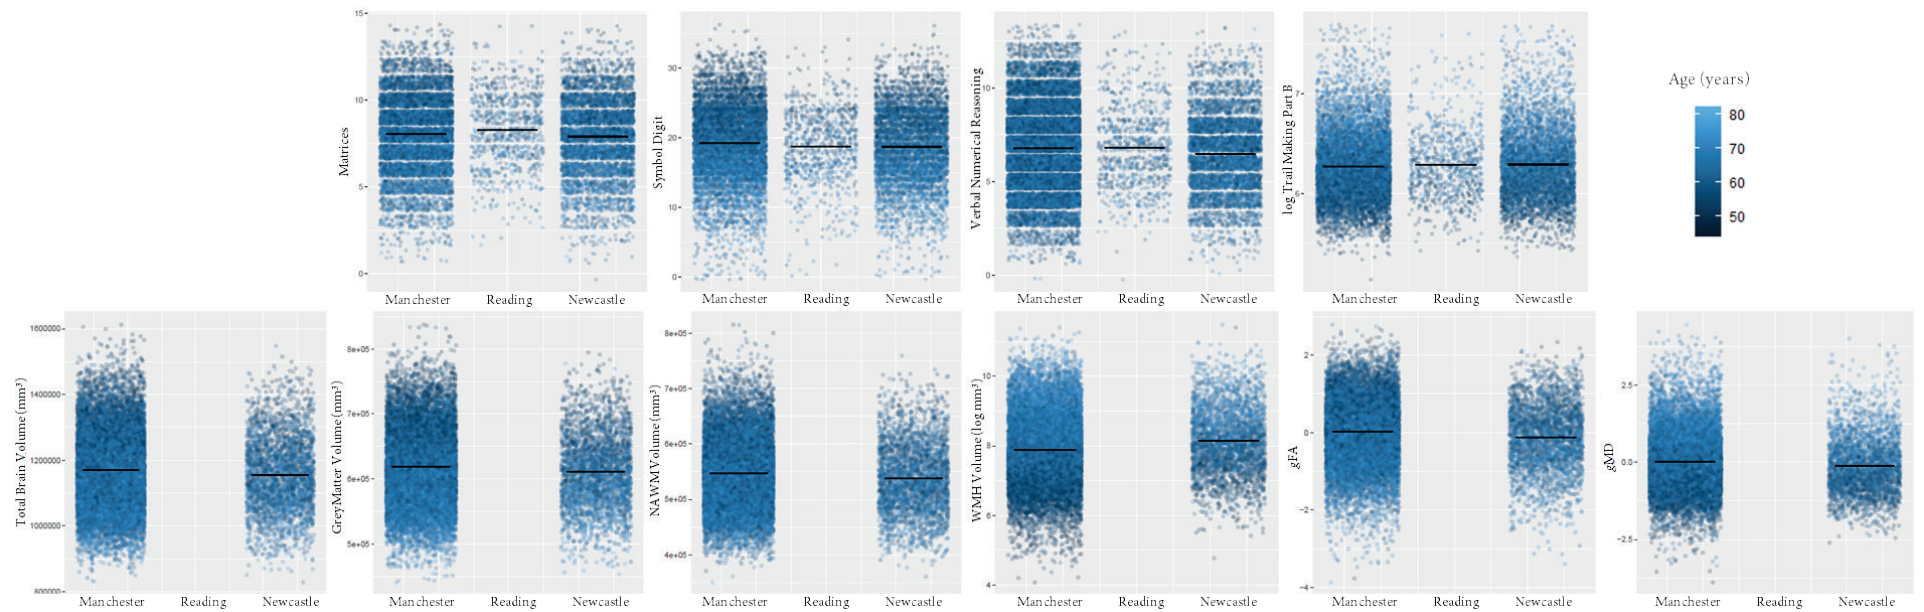 Matrices
15
10
5
0
Manchester Reading Newcastle
Symbol Digit
30
20
10
0
Manchester Reading Newcastle
Verbal Numerical Reasoning
10
5
0
Manchester Reading Newcastle
log Trail Making Part B
7
6
Manchester Reading Newcastle
Age (years)
80
70
60
50
Total Brain Volume (mm³)
1600000
1400000
1200000
1000000
800000
Manchester Reading Newcastle
GreyMatter Volume (mm³)
8e+05
7e+05
6e+05
5e+05
Manchester Reading Newcastle
NAWM Volume (mm³)
8e+05
7e+05
6e+05
5e+05
4e+05
Manchester Reading Newcastle
WMH Volume (log mm³)
10
8
6
4
Manchester Reading Newcastle
gFA
2
0
−2
−4
Manchester Reading Newcastle
gMD
2.5
0.0
−2.5
Manchester Reading Newcastle